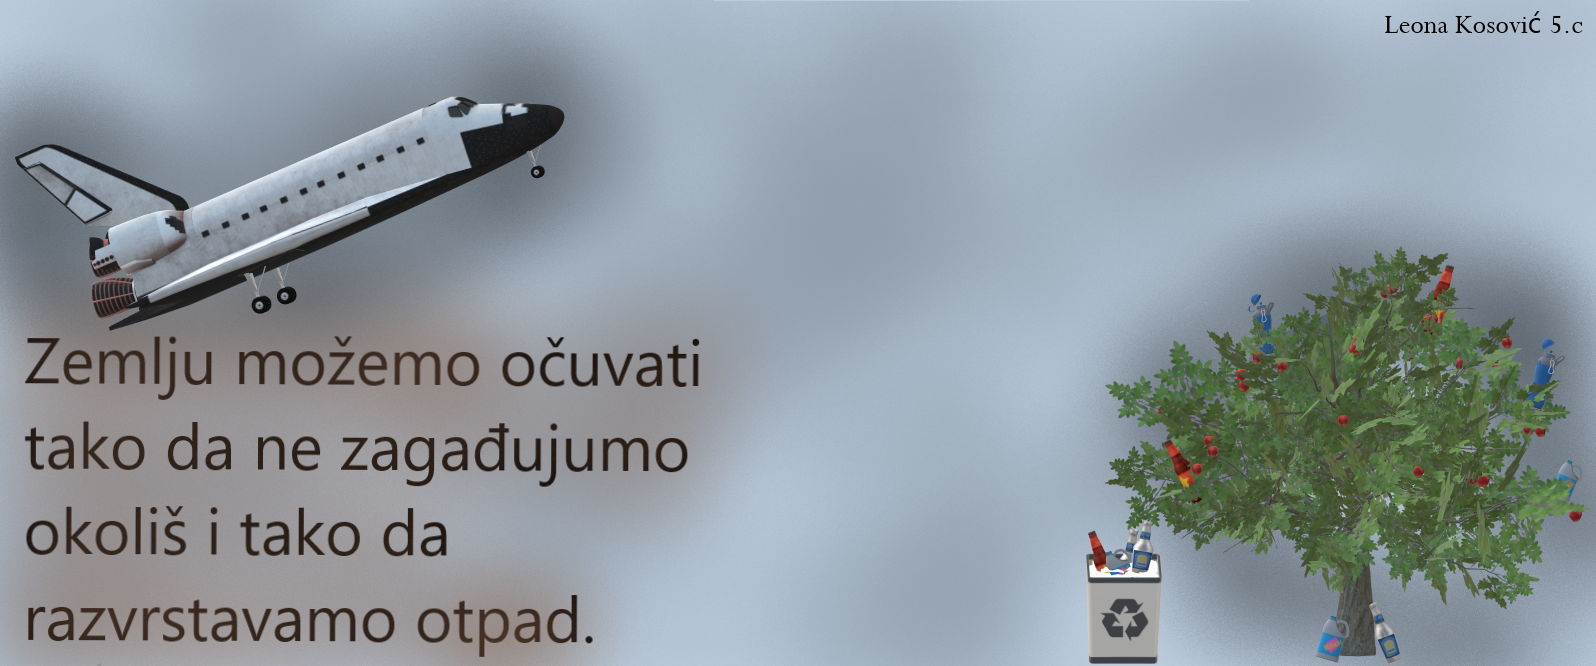 Leona Kosović 5.c
Zemlju možemo očuvati
tako da ne zagađujumo
okoliš i tako da
razvrstavamo otpad.